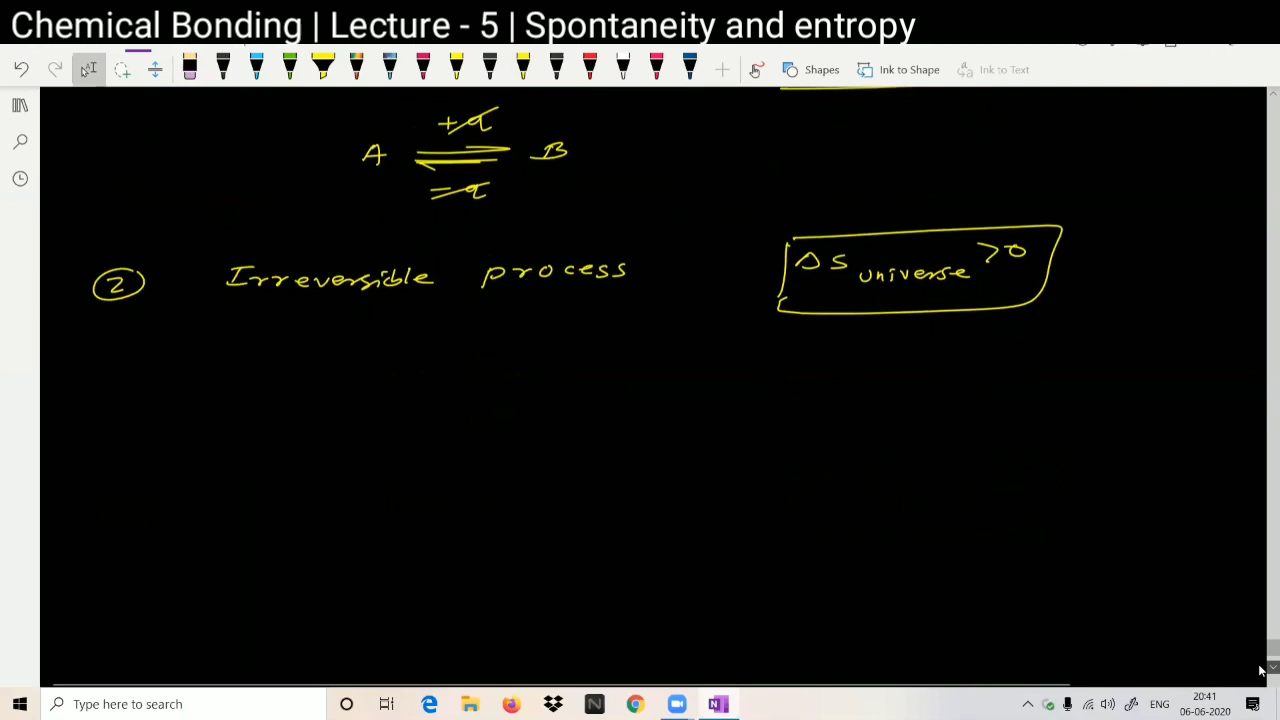 Chemical Bonding | Lecture - 5 | Spontaneity and entropy
Shapes
Ink to Shape
Ink to Text
+q
A ⇌ B
-q
2 Irreversible process
ΔS universe >0
Type here to search
ENG
20:41
06-06-2020